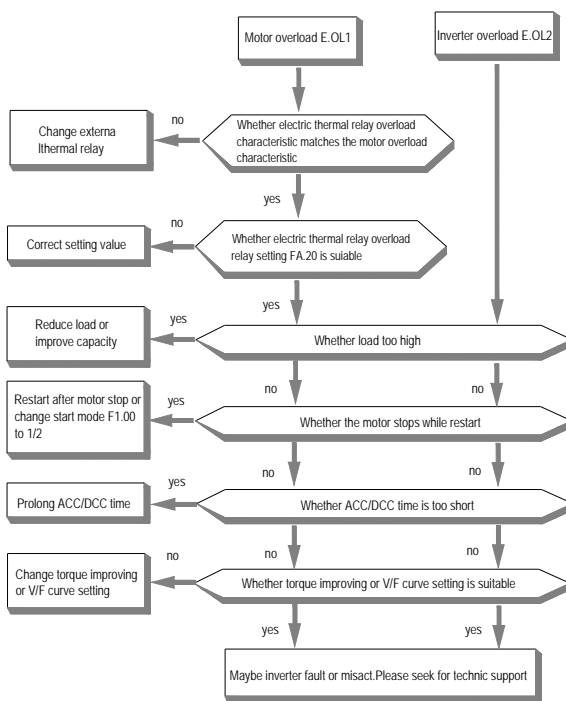 Motor overload E.OL1
Inverter overload E.OL2
no
Change externa
lthermal relay
Whether electric thermal relay overload
characteristic matches the motor overload
characteristic
yes
no
Correct setting value
Whether electric thermal relay overload
relay setting FA.20 is suiable
yes
yes
Reduce load or
improve capacity
Whether load too high
no
no
yes
Restart after motor stop or
change start mode F1.00
to 1/2
Whether the motor stops while restart
no
no
yes
Prolong ACC/DCC time
Whether ACC/DCC time is too short
no
no
no
Change torque improving
or V/F curve setting
Whether torque improving or V/F curve setting is suitable
yes
yes
Maybe inverter fault or misact.Please seek for technic support